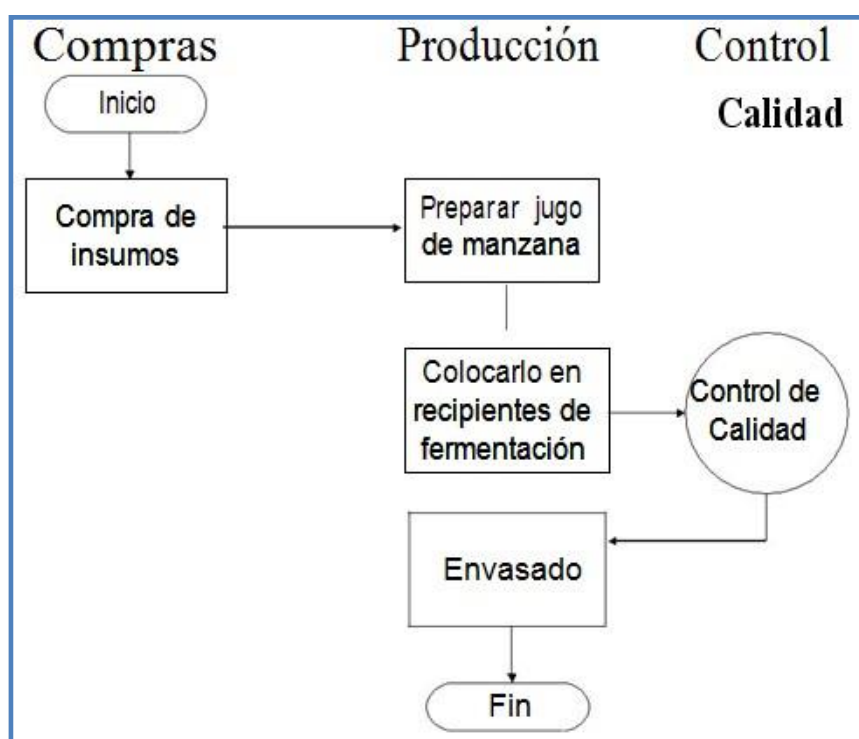 Compras Producción Control
Calidad
Inicio
Compra de
insumos
Preparar jugo
de manzana
Colocarlo en
recipientes de
fermentación
Control de
Calidad
Envasado
Fin